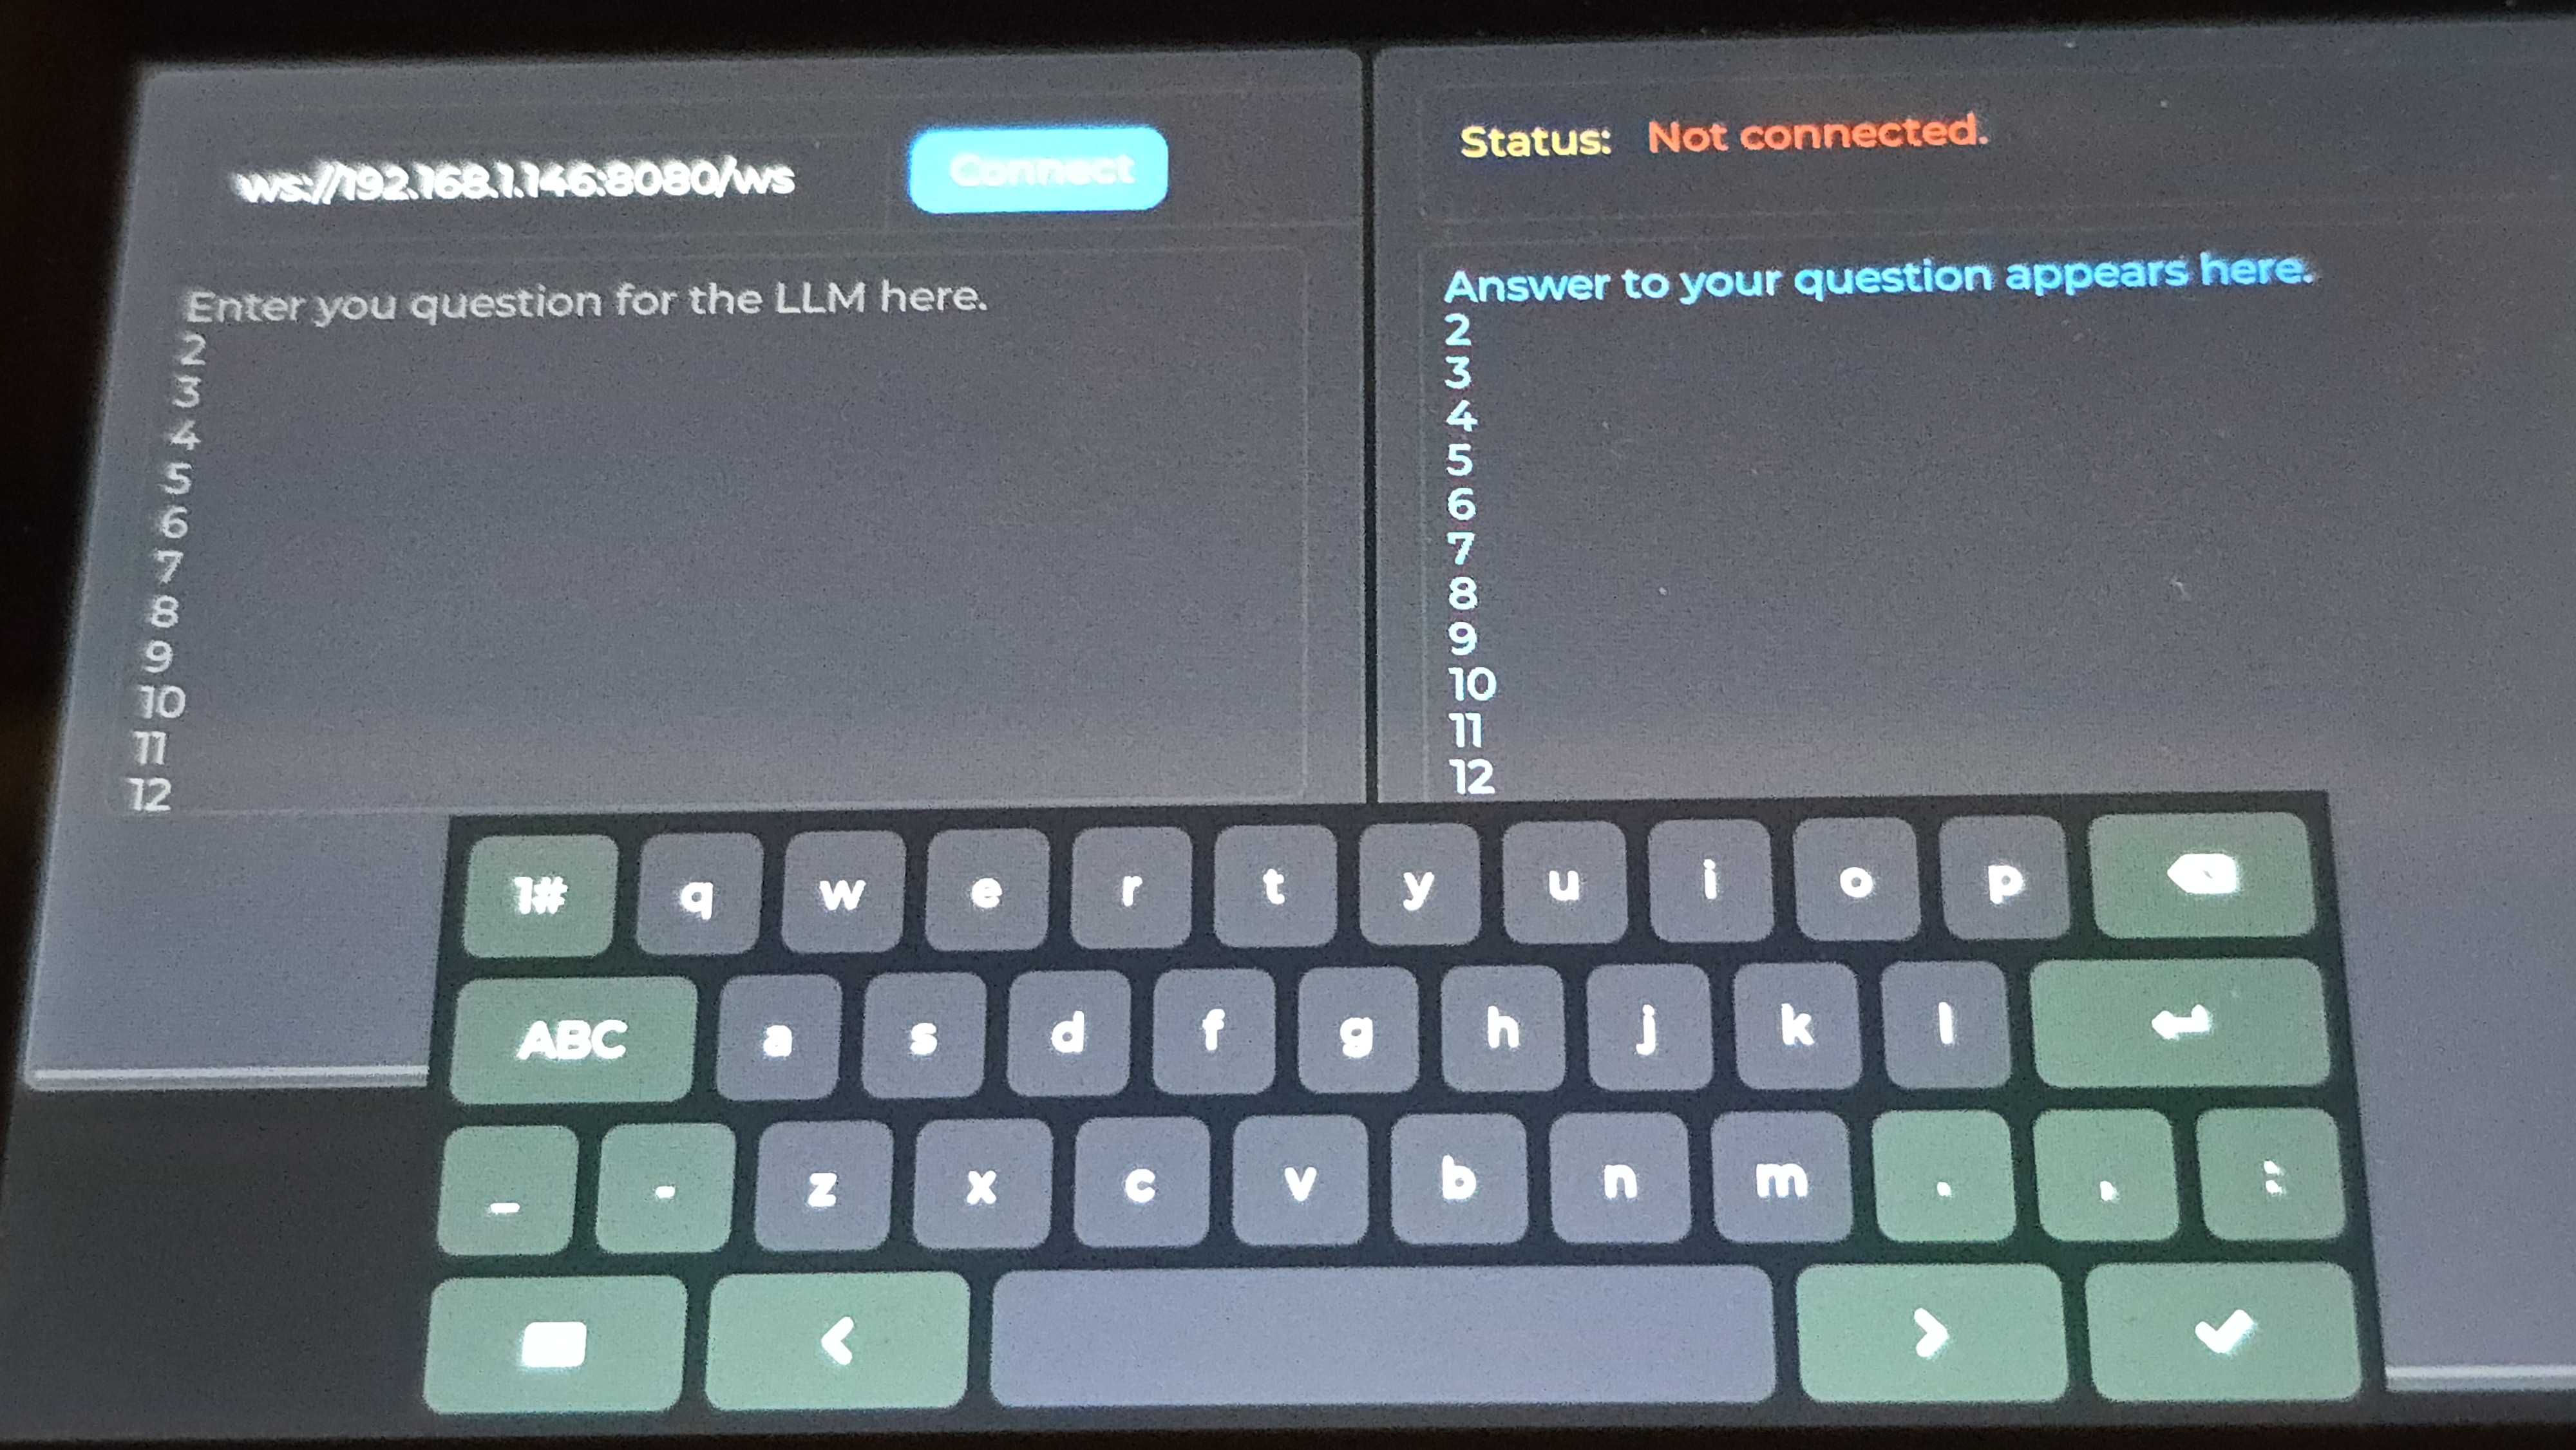 ws://192.168.1.146:8080/ws
Connect
Enter you question for the LLM here.
2
3
4
5
6
7
8
9
10
11
12
Status: Not connected.
Answer to your question appears here.
2
3
4
5
6
7
8
9
10
11
12
1# q w e r t y u i o p
ABC a s d f g h j k l
_ - z x c v b n m . , :